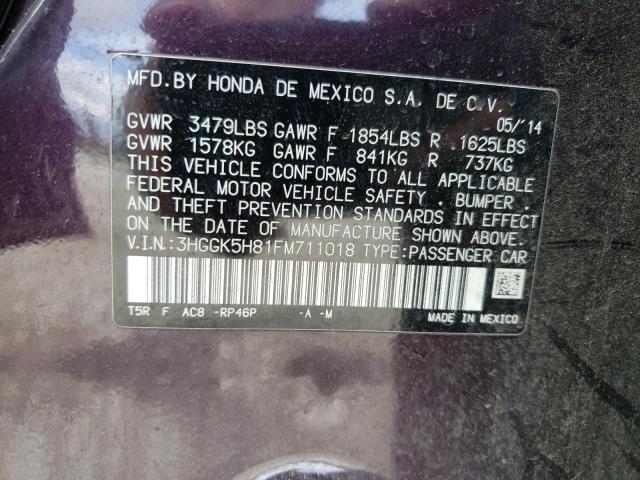 MFD. BY HONDA DE MEXICO S.A. DE C.V.
05/'14
GVWR 3479LBS GAWR F 1854LBS R 1625LBS
GVWR 1578KG GAWR F 841KG R 737KG
THIS VEHICLE CONFORMS TO ALL APPLICABLE
FEDERAL MOTOR VEHICLE SAFETY, BUMPER,
AND THEFT PREVENTION STANDARDS IN EFFECT
ON THE DATE OF MANUFACTURE SHOWN ABOVE.
V.I.N.:3HGGK5H81FM711018 TYPE:PASSENGER CAR
T5R F AC8 -RP46P -A -M MADE IN MEXICO